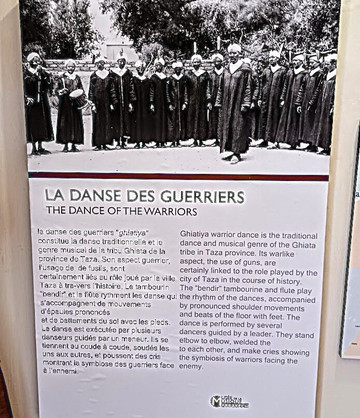 LA DANSE DES GUERRIERS
THE DANCE OF THE WARRIORS
la danse des guerriers "ghiatiya"
constitue la danse traditionnelle et le
genre musical de la tribu Ghiata de la
province de Taza. Son aspect guerrier,
l'usage de de fusils, sont
certainement liés au rôle joué par la ville
Taza à tra-vers l'histoire. Le tambourin
"bendir" et la flûte rythment les danse qui
s'accompagnent de mouvements
d'épaules prononcés
et de battements du sol avec les pieds.
La danse est exécutée par plusieurs
danseurs guidés par un meneur. Ils se
tiennent au coude à coude, soudés les
uns aux autres, et poussent des cris
montrant la symbiose des guerriers face
à l'ennemi.
Ghiatiya warrior dance is the traditional
dance and musical genre of the Ghiata
tribe in Taza province. Its warlike
aspect, the use of guns, are
certainly linked to the role played by the
city of Taza in the course of history.
The "bendir" tambourine and flute play
the rhythm of the dances, accompanied
by pronounced shoulder movements
and beats of the floor with feet. The
dance is performed by several
dancers guided by a leader. They stand
elbow to elbow, welded the
to each other, and make cries showing
the symbiosis of warriors facing the
enemy.